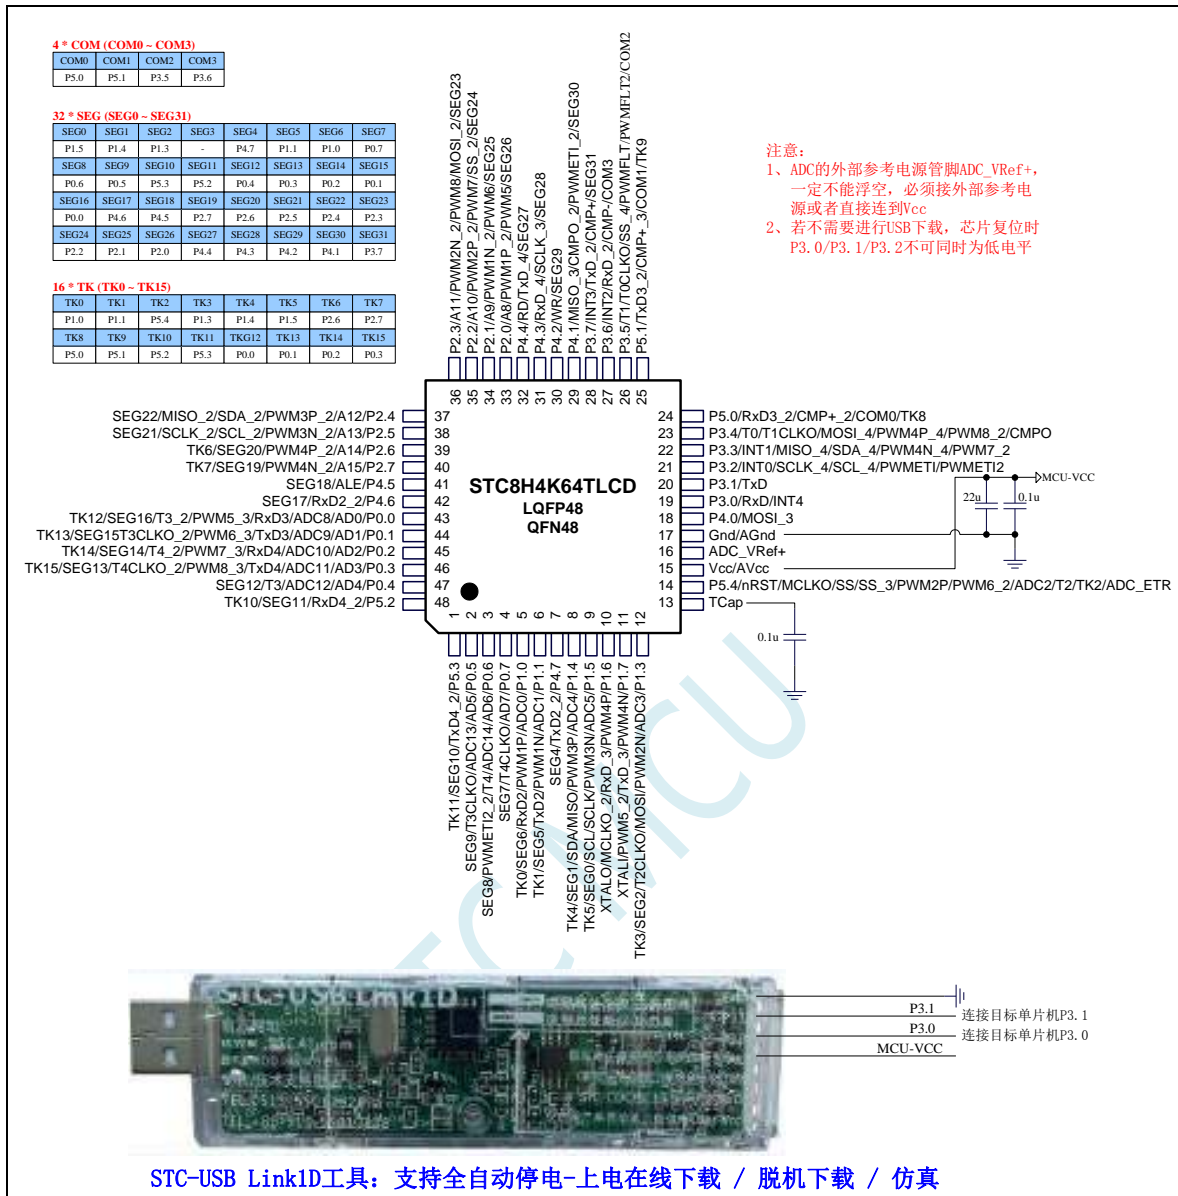 4 * COM (COM0 ~ COM3)
COM0 COM1 COM2 COM3
P5.0 P5.1 P3.5 P3.6
32 * SEG (SEG0 ~ SEG31)
SEG0 SEG1 SEG2 SEG3 SEG4 SEG5 SEG6 SEG7
P1.5 P1.4 P1.3 - P4.7 P1.1 P1.0 P0.7
SEG8 SEG9 SEG10 SEG11 SEG12 SEG13 SEG14 SEG15
P0.6 P0.5 P5.3 P5.2 P0.4 P0.3 P0.2 P0.1
SEG16 SEG17 SEG18 SEG19 SEG20 SEG21 SEG22 SEG23
P0.0 P4.6 P4.5 P2.7 P2.6 P2.5 P2.4 P2.3
SEG24 SEG25 SEG26 SEG27 SEG28 SEG29 SEG30 SEG31
P2.2 P2.1 P2.0 P4.4 P4.3 P4.2 P4.1 P3.7
16 * TK (TK0 ~ TK15)
TK0 TK1 TK2 TK3 TK4 TK5 TK6 TK7
P1.0 P1.1 P5.4 P1.3 P1.4 P1.5 P2.6 P2.7
TK8 TK9 TK10 TK11 TKG12 TK13 TK14 TK15
P5.0 P5.1 P5.2 P5.3 P0.0 P0.1 P0.2 P0.3
P2.3/A11/PWM2N_2/PWM8/MOSI_2/SEG23
P2.2/A10/PWM2P_2/PWM7/SS_2/SEG24
P2.1/A9/PWM1N_2/PWM6/SEG25
P2.0/A8/PWM1P_2/PWM5/SEG26
P4.4/RD/TxD_4/SEG27
P4.3/RxD_4/SCLK_3/SEG28
P4.2/WR/SEG29
P4.1/MISO_3/CMPO_2/PWMETI_2/SEG30
P3.7/INT3/TxD_2/CMP+/SEG31
P3.6/INT2/RxD_2/CMP-/COM3
P3.5/T1/T0CLKO/SS_4/PWMFLT/PWMFLT2/COM2
P5.1/TxD3_2/CMP+_3/COM1/TK9
注意：
1、ADC的外部参考电源管脚ADC_VRef+，
一定不能浮空，必须接外部参考电
源或者直接连到Vcc
2、若不需要进行USB下载，芯片复位时
P3.0/P3.1/P3.2不可同时为低电平
36 35 34 33 32 31 30 29 28 27 26 25
SEG22/MISO_2/SDA_2/PWM3P_2/A12/P2.4 37
SEG21/SCLK_2/SCL_2/PWM3N_2/A13/P2.5 38
TK6/SEG20/PWM4P_2/A14/P2.6 39
TK7/SEG19/PWM4N_2/A15/P2.7 40
SEG18/ALE/P4.5 41
SEG17/RxD2_2/P4.6 42
TK12/SEG16/T3_2/PWM5_3/RxD3/ADC8/AD0/P0.0 43
TK13/SEG15T3CLKO_2/PWM6_3/TxD3/ADC9/AD1/P0.1 44
TK14/SEG14/T4_2/PWM7_3/RxD4/ADC10/AD2/P0.2 45
TK15/SEG13/T4CLKO_2/PWM8_3/TxD4/ADC11/AD3/P0.3 46
SEG12/T3/ADC12/AD4/P0.4 47
TK10/SEG11/RxD4_2/P5.2 48
STC8H4K64TLCD
LQFP48
QFN48
24 P5.0/RxD3_2/CMP+_2/COM0/TK8
23 P3.4/T0/T1CLKO/MOSI_4/PWM4P_4/PWM8_2/CMPO
22 P3.3/INT1/MISO_4/SDA_4/PWM4N_4/PWM7_2
21 P3.2/INT0/SCLK_4/SCL_4/PWMETI/PWMETI2
20 P3.1/TxD
19 P3.0/RxD/INT4
18 P4.0/MOSI_3
17 Gnd/AGnd
16 ADC_VRef+
15 Vcc/AVcc
14 P5.4/nRST/MCLKO/SS/SS_3/PWM2P/PWM6_2/ADC2/T2/TK2/ADC_ETR
13 TCap
MCU-VCC
22u 0.1u
0.1u
1 2 3 4 5 6 7 8 9 10 11 12
TK11/SEG10/TxD4_2/P5.3
SEG9/T3CLKO/ADC13/AD5/P0.5
SEG8/PWMETI2_2/T4/ADC14/AD6/P0.6
SEG7/T4CLKO/AD7/P0.7
TK0/SEG6/RxD2/PWM1P/ADC0/P1.0
TK1/SEG5/TxD2/PWM1N/ADC1/P1.1
SEG4/TxD2_2/P4.7
TK4/SEG1/SDA/MISO/PWM3P/ADC4/P1.4
TK5/SEG0/SCL/SCLK/PWM3N/ADC5/P1.5
XTALO/MCLKO_2/RxD_3/PWM4P/P1.6
XTALI/PWM5_2/TxD_3/PWM4N/P1.7
TK3/SEG2/T2CLKO/MOSI/PWM2N/ADC3/P1.3
STC MCU
STC-USB Link1D
P3.1 连接目标单片机P3.1
P3.0 连接目标单片机P3.0
MCU-VCC
STC-USB Link1D工具：支持全自动停电-上电在线下载 / 脱机下载 / 仿真